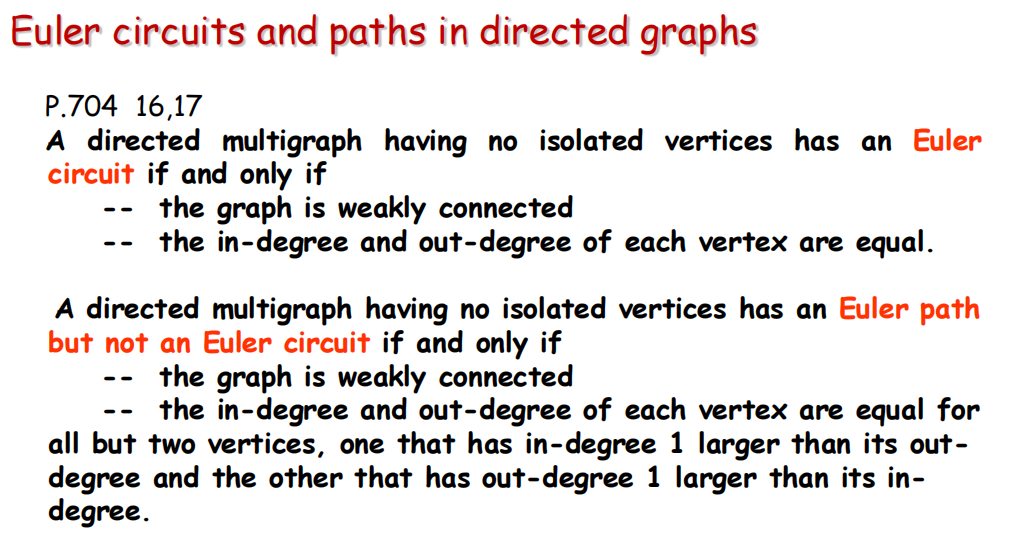 Euler circuits and paths in directed graphs
P.704 16,17
A directed multigraph having no isolated vertices has an Euler
circuit if and only if
-- the graph is weakly connected
-- the in-degree and out-degree of each vertex are equal.
A directed multigraph having no isolated vertices has an Euler path
but not an Euler circuit if and only if
-- the graph is weakly connected
-- the in-degree and out-degree of each vertex are equal for
all but two vertices, one that has in-degree 1 larger than its out-
degree and the other that has out-degree 1 larger than its in-
degree.